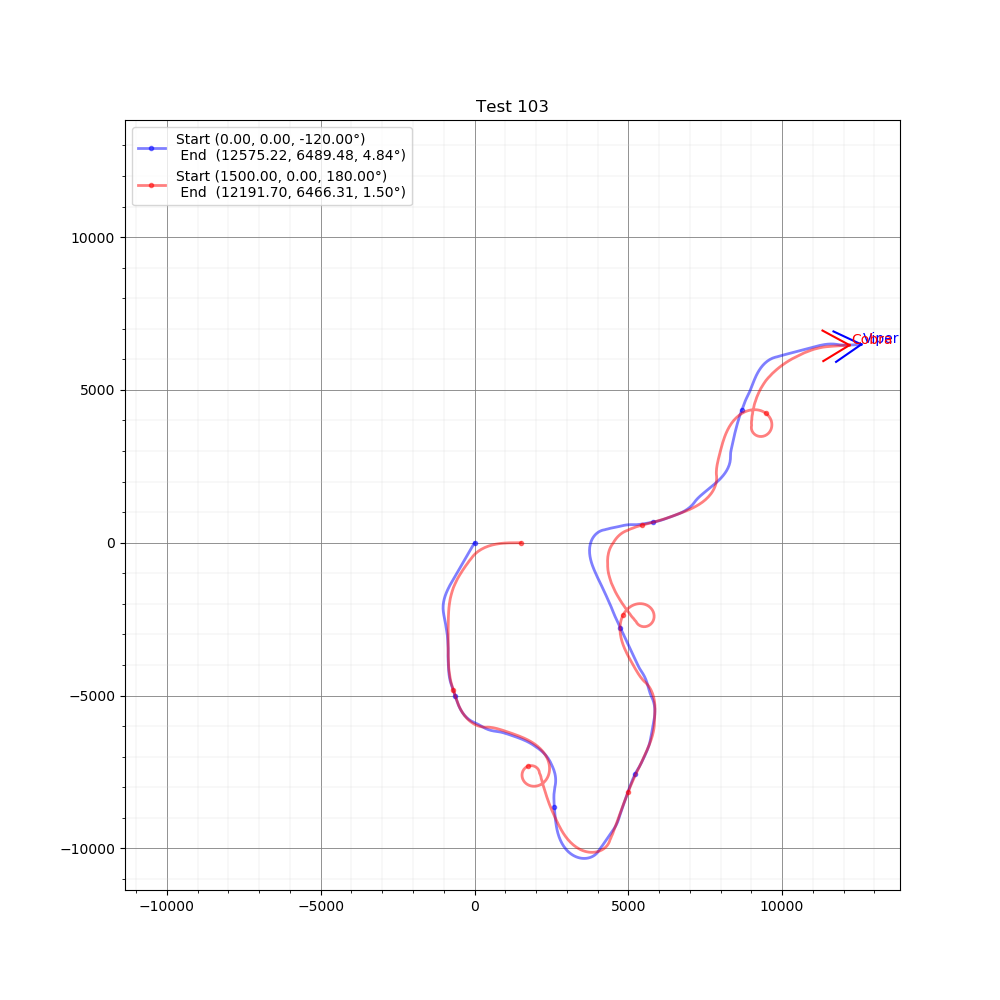 Test 103
Start (0.00, 0.00, -120.00°)
End (12575.22, 6489.48, 4.84°)
Start (1500.00, 0.00, 180.00°)
End (12191.70, 6466.31, 1.50°)
10000
5000
0
−5000
−10000
Cobra
Viper
−10000 −5000 0 5000 10000